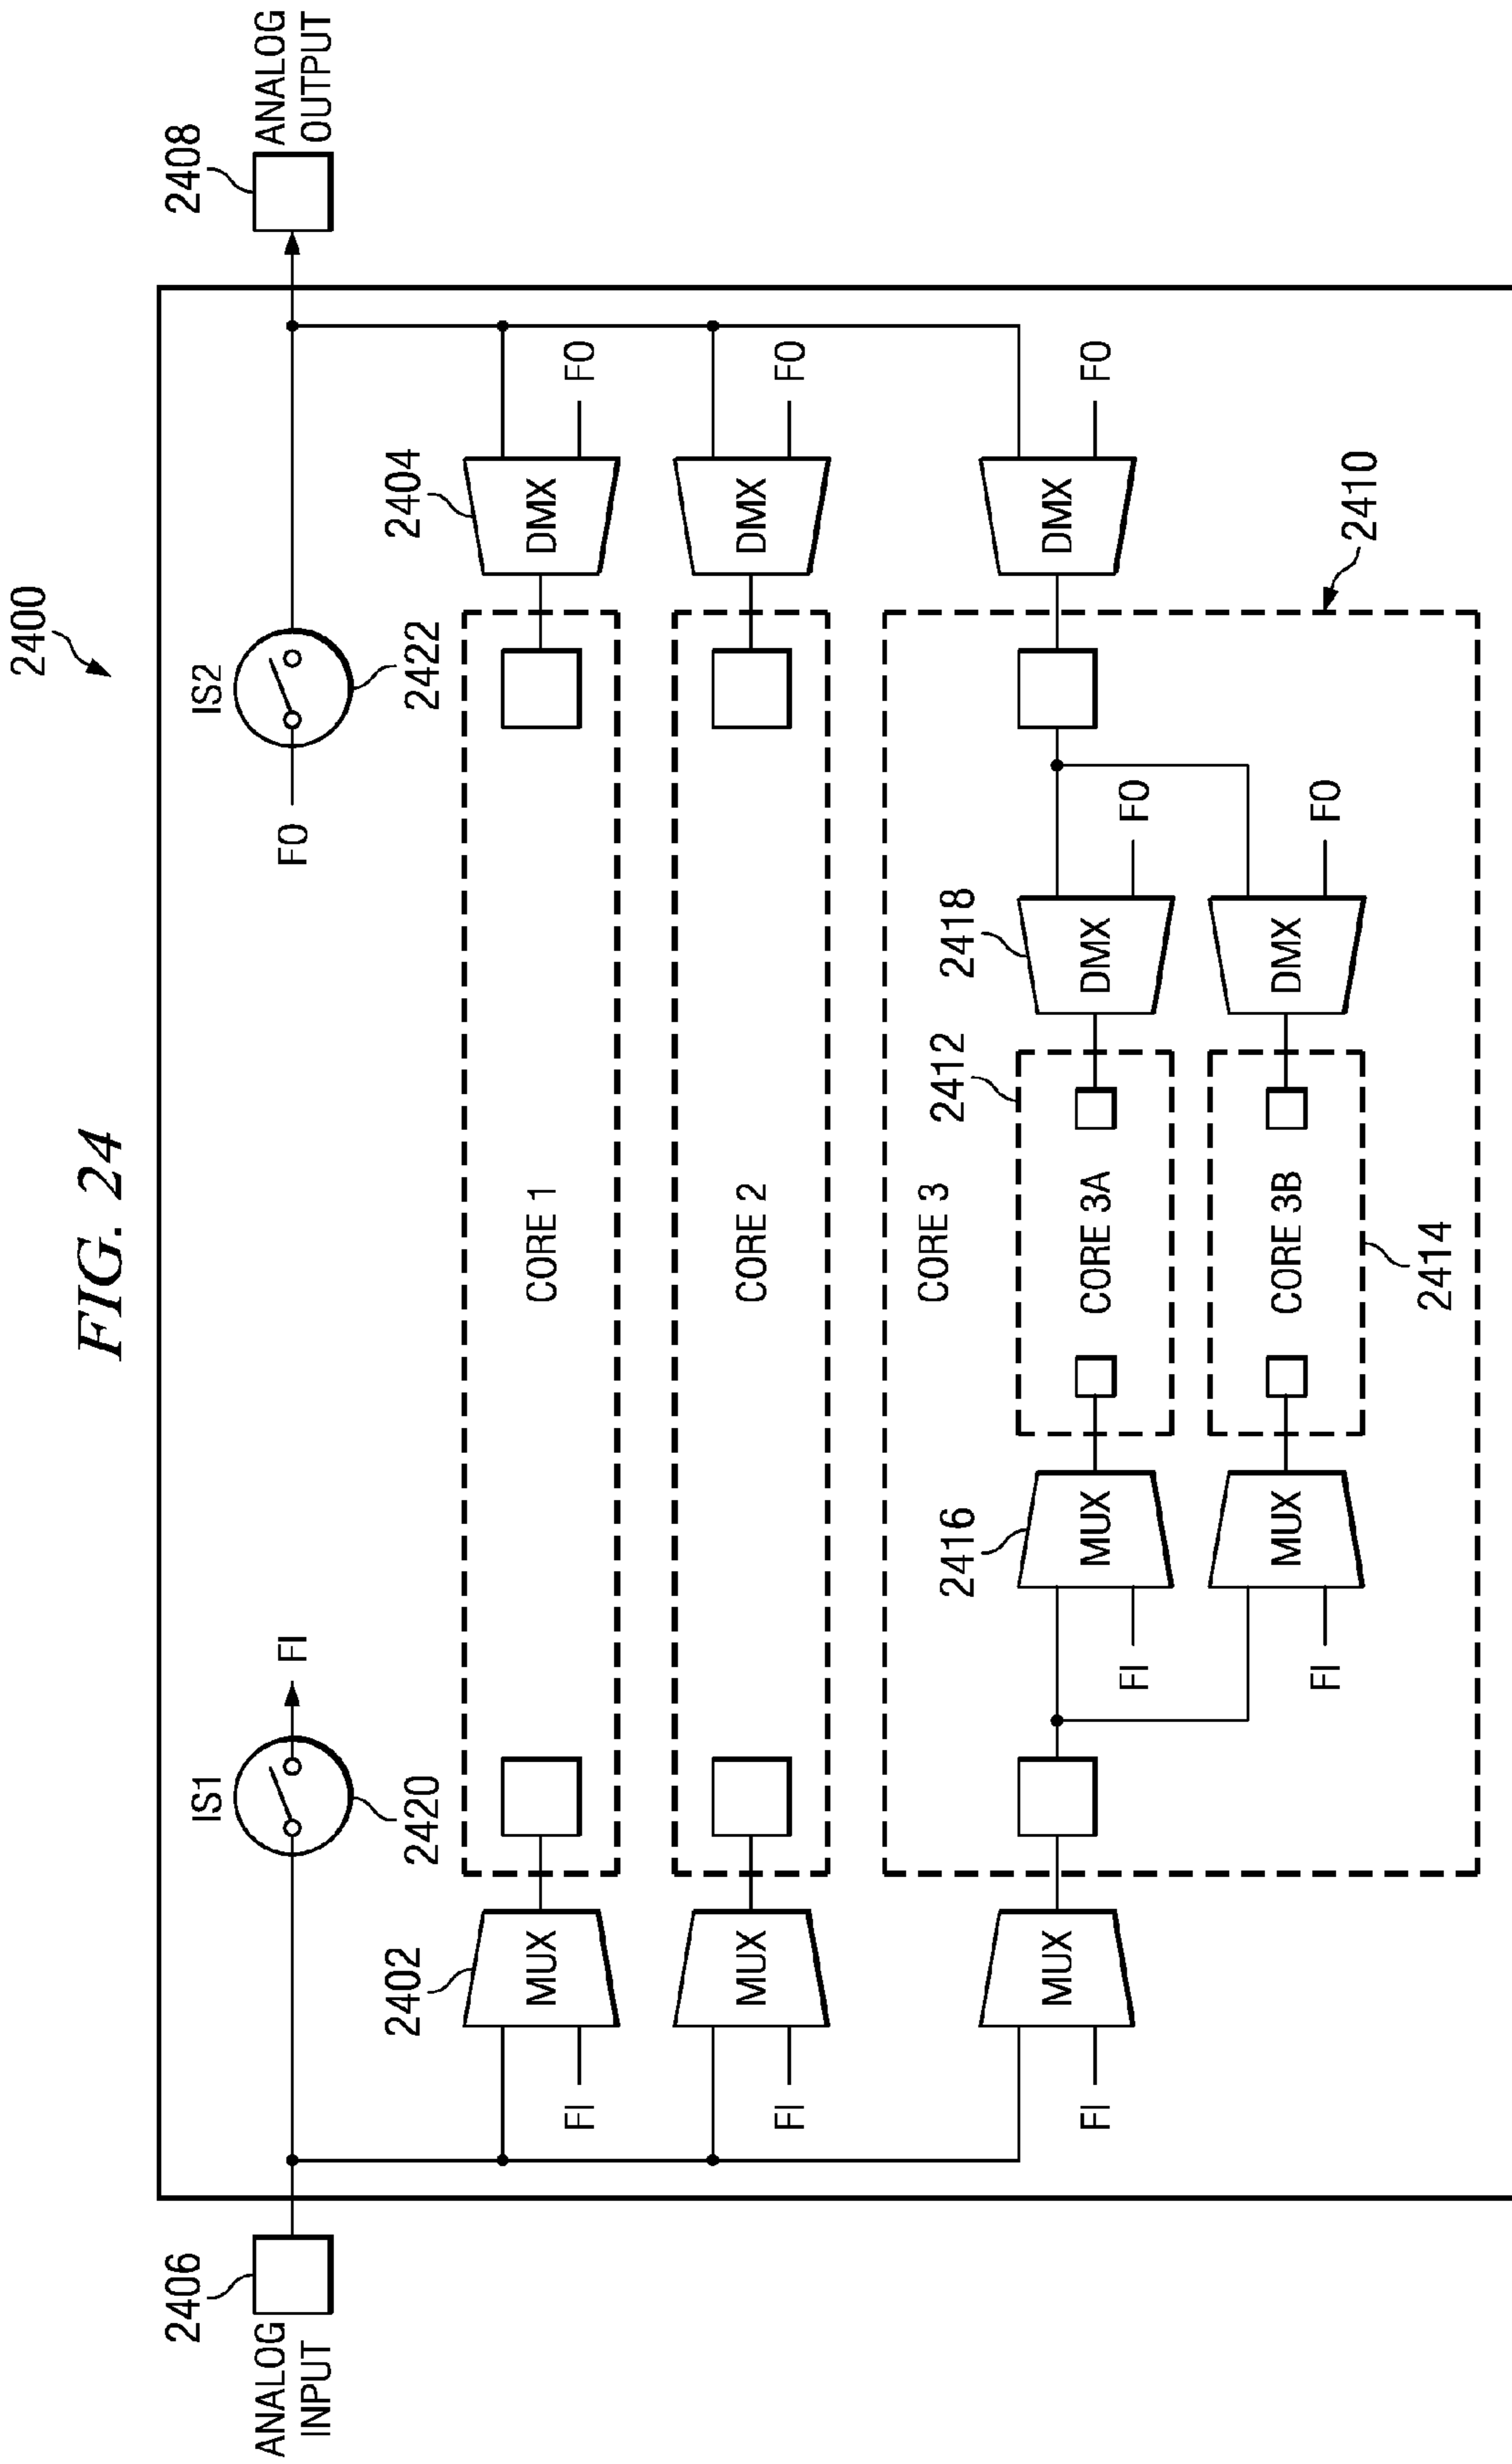 FIG. 24
2400
2406
ANALOG
INPUT
IS1
2420
FI
FO
IS2
2422
2408
ANALOG
OUTPUT
2402
MUX
FI
CORE 1
2404
DMX
FO
MUX
FI
CORE 2
DMX
FO
MUX
FI
CORE 3
2410
DMX
FO
2416
MUX
FI
2412
CORE 3A
2418
DMX
FO
MUX
FI
CORE 3B
2414
DMX
FO